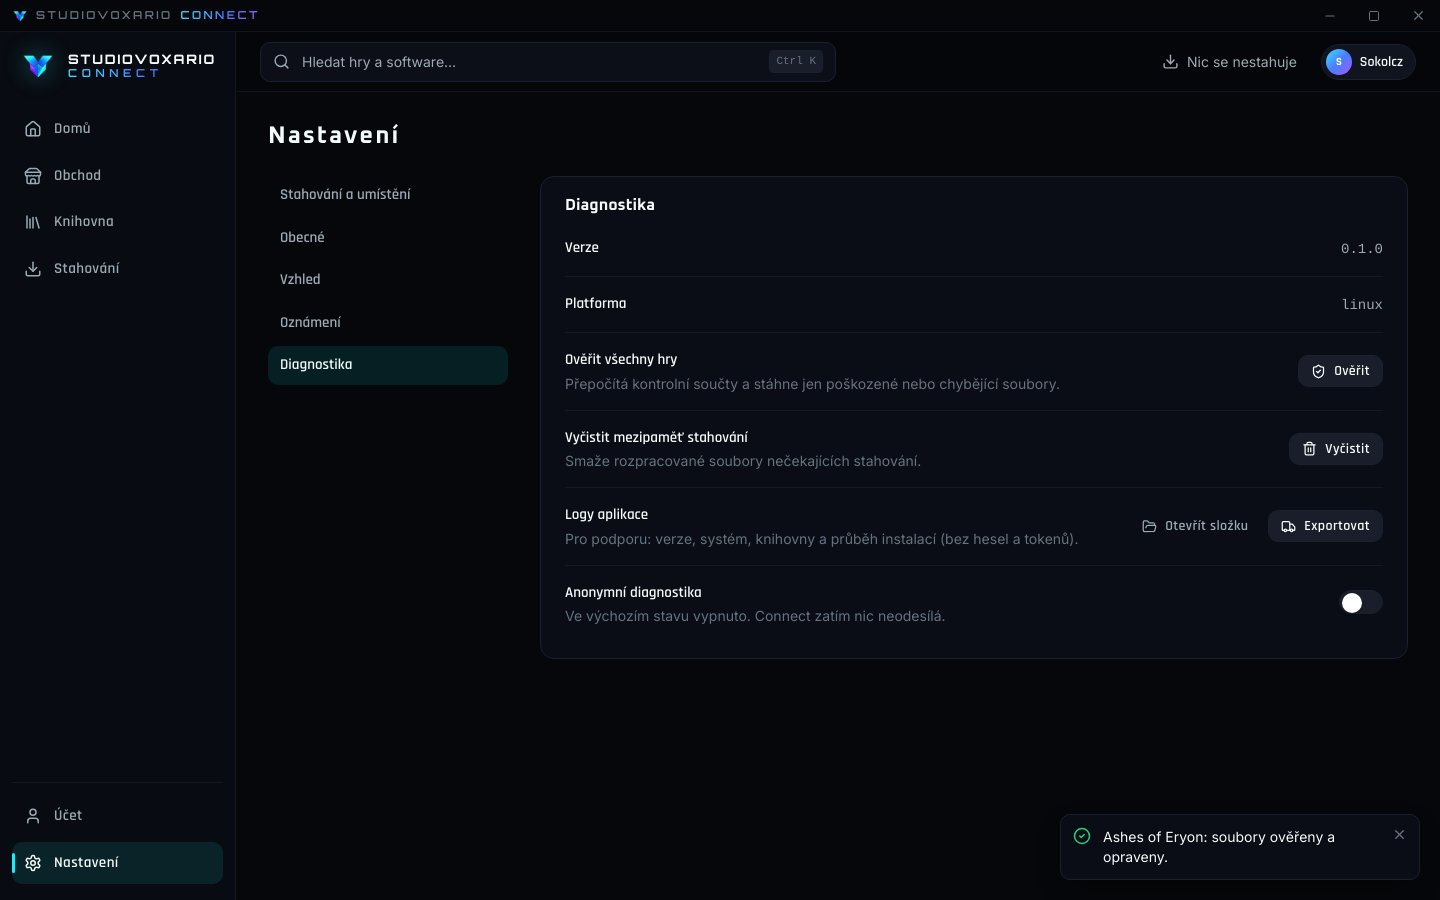 STUDIOVOXARIO CONNECT
STUDIOVOXARIO
CONNECT
Hledat hry a software...
Ctrl K
Nic se nestahuje
S
Sokolcz
Domů
Obchod
Knihovna
Stahování
Účet
Nastavení
Nastavení
Stahování a umístění
Obecné
Vzhled
Oznámení
Diagnostika
Diagnostika
Verze
0.1.0
Platforma
linux
Ověřit všechny hry
Přepočítá kontrolní součty a stáhne jen poškozené nebo chybějící soubory.
Ověřit
Vyčistit mezipaměť stahování
Smaže rozpracované soubory nečekajících stahování.
Vyčistit
Logy aplikace
Pro podporu: verze, systém, knihovny a průběh instalací (bez hesel a tokenů).
Otevřít složku
Exportovat
Anonymní diagnostika
Ve výchozím stavu vypnuto. Connect zatím nic neodesílá.
Ashes of Eryon: soubory ověřeny a
opraveny.